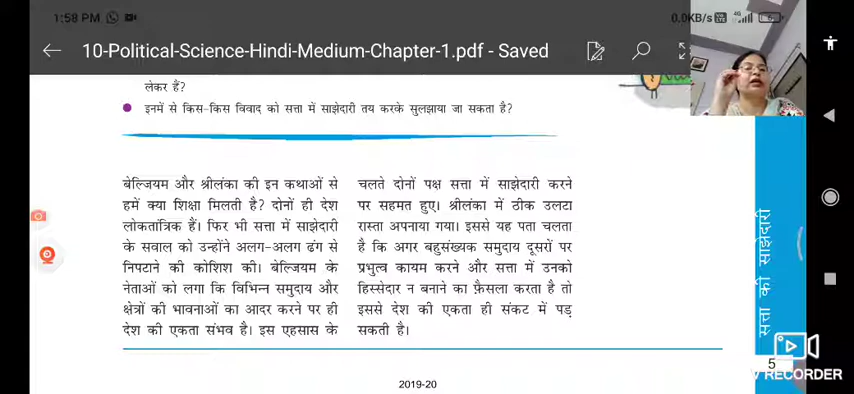 1:58 PM
0.0KB/s
4G
10-Political-Science-Hindi-Medium-Chapter-1.pdf - Saved
लेकर हैं?
इनमें से किस-किस विवाद को सत्ता में साझेदारी तय करके सुलझाया जा सकता है?
बेल्जियम और श्रीलंका की इन कथाओं से
हमें क्या शिक्षा मिलती है? दोनों ही देश
लोकतांत्रिक हैं। फिर भी सत्ता में साझेदारी
के सवाल को उन्होंने अलग-अलग ढंग से
निपटाने की कोशिश की। बेल्जियम के
नेताओं को लगा कि विभिन्न समुदाय और
क्षेत्रों की भावनाओं का आदर करने पर ही
देश की एकता संभव है। इस एहसास के
चलते दोनों पक्ष सत्ता में साझेदारी करने
पर सहमत हुए। श्रीलंका में ठीक उलटा
रास्ता अपनाया गया। इससे यह पता चलता
है कि अगर बहुसंख्यक समुदाय दूसरों पर
प्रभुत्व कायम करने और सत्ता में उनको
हिस्सेदार न बनाने का फ़ैसला करता है तो
इससे देश की एकता ही संकट में पड़
सकती है।
सत्ता की साझेदारी
5
RECORDER
2019-20